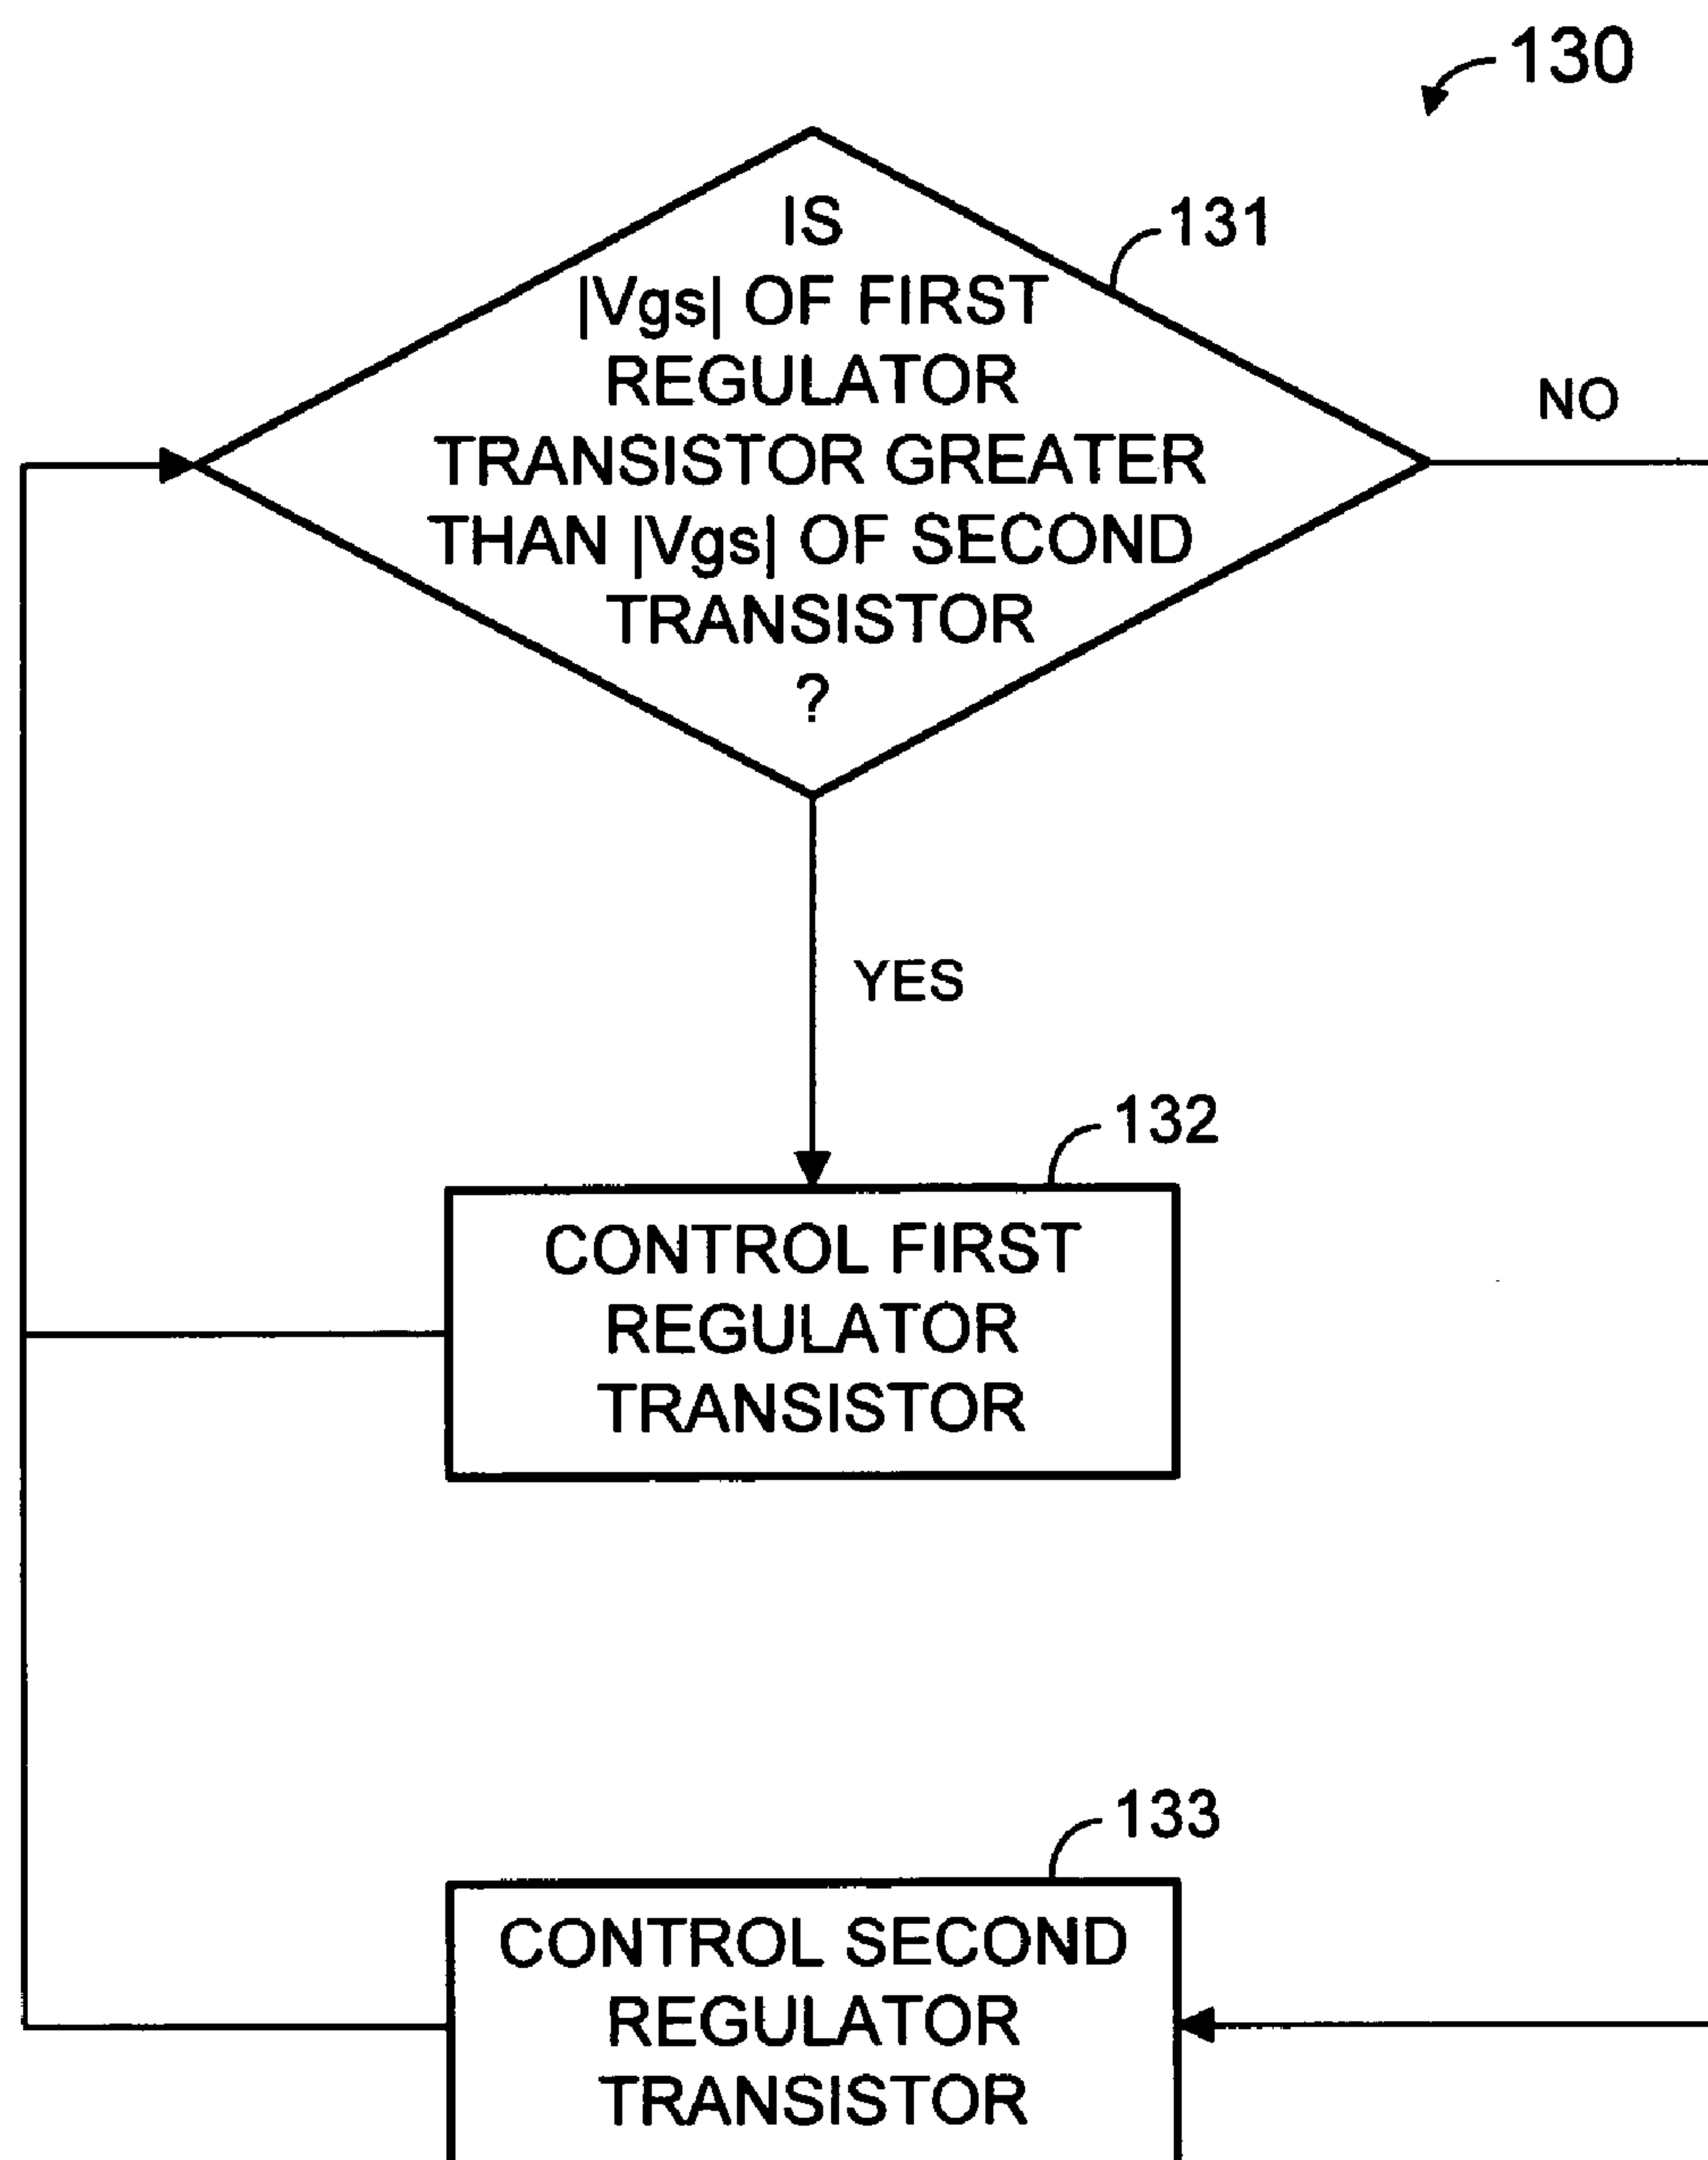 130
IS
|Vgs| OF FIRST
REGULATOR
TRANSISTOR GREATER
THAN |Vgs| OF SECOND
TRANSISTOR
?
131
NO
YES
132
CONTROL FIRST
REGULATOR
TRANSISTOR
133
CONTROL SECOND
REGULATOR
TRANSISTOR